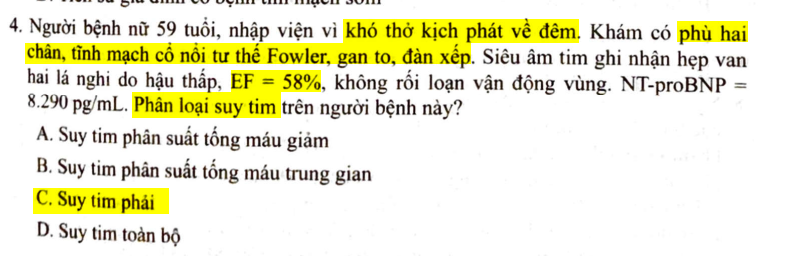 4. Người bệnh nữ 59 tuổi, nhập viện vì khó thở kịch phát về đêm. Khám có phù hai
chân, tĩnh mạch cổ nổi tư thế Fowler, gan to, đàn xếp. Siêu âm tim ghi nhận hẹp van
hai lá nghi do hậu thấp, EF = 58%, không rối loạn vận động vùng. NT-proBNP =
8.290 pg/mL. Phân loại suy tim trên người bệnh này?
A. Suy tim phân suất tống máu giảm
B. Suy tim phân suất tống máu trung gian
C. Suy tim phải
D. Suy tim toàn bộ